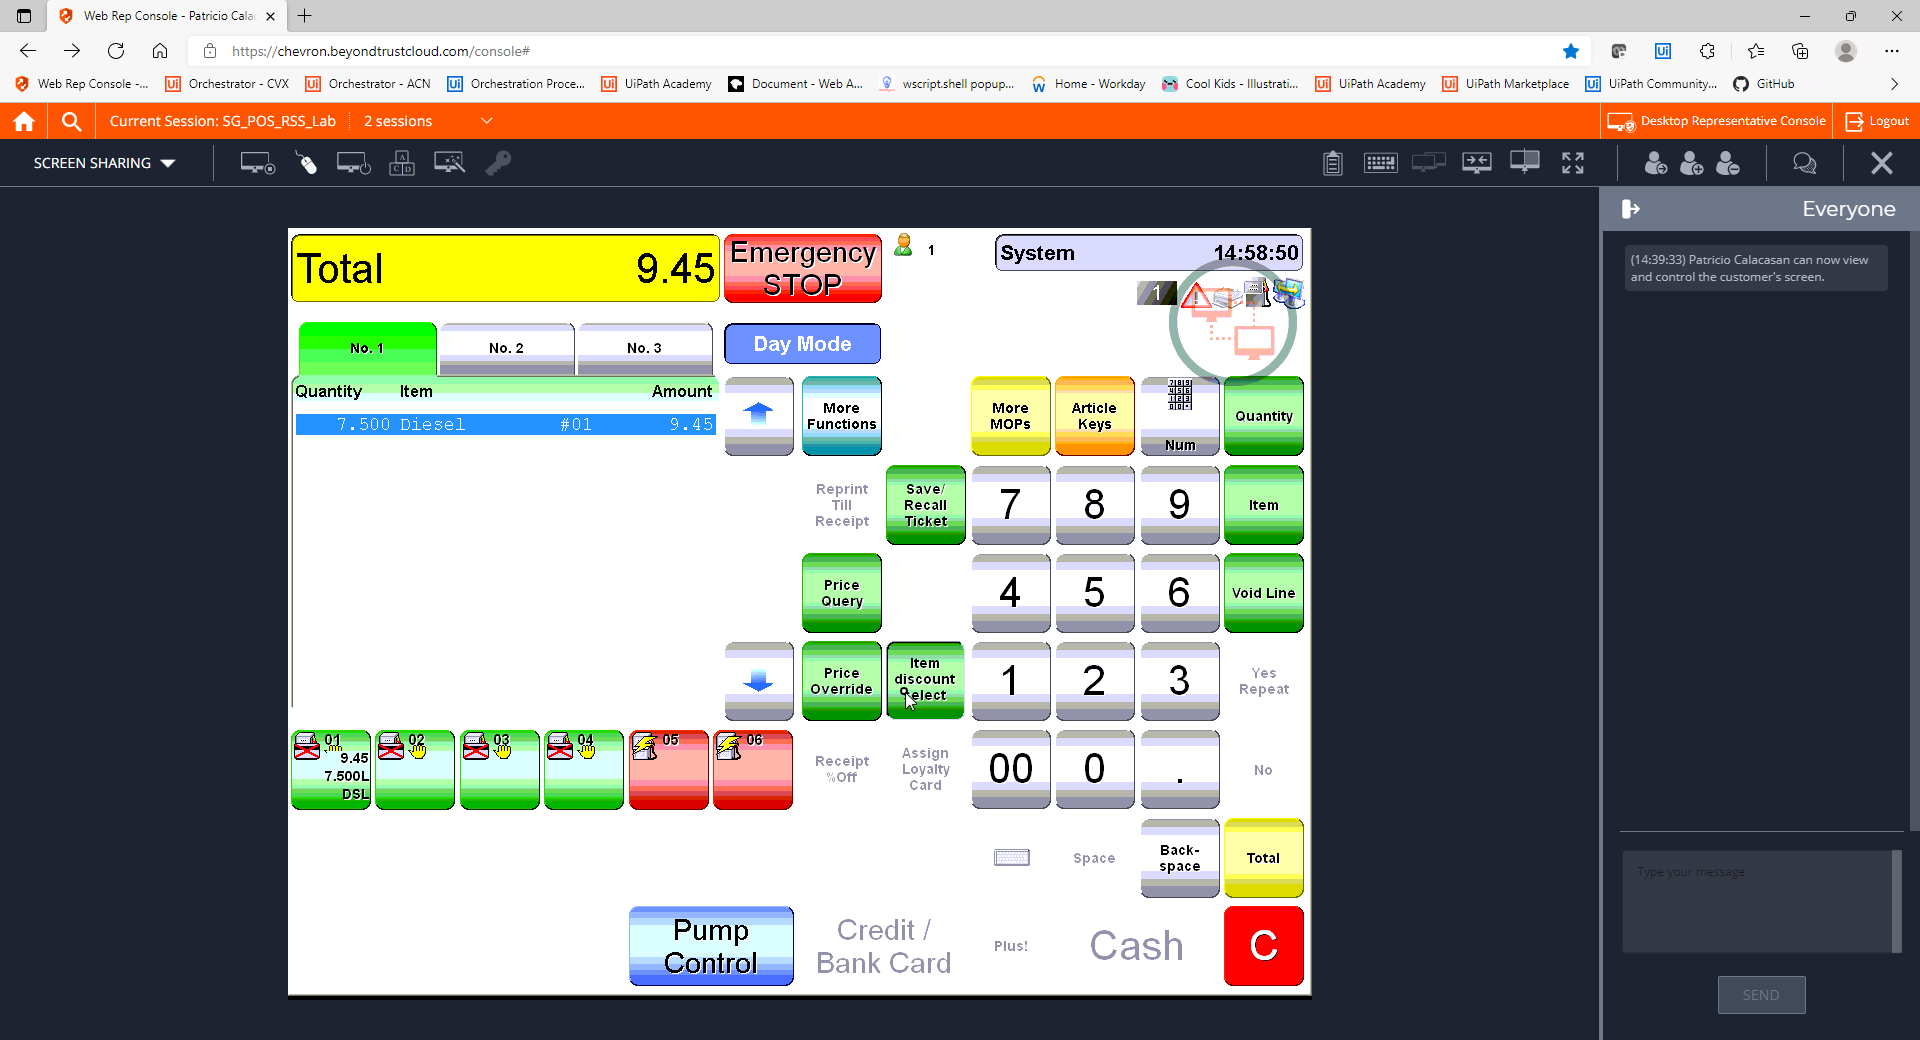 Web Rep Console - Patricio Cala
https://chevron.beyondtrustcloud.com/console#
Web Rep Console -...
Orchestrator - CVX
Orchestrator - ACN
Orchestration Proce...
UiPath Academy
Document - Web A...
wscript.shell popup...
Home - Workday
Cool Kids - Illustrati...
UiPath Academy
UiPath Marketplace
UiPath Community...
GitHub
Current Session: SG_POS_RSS_Lab
2 sessions
Desktop Representative Console
Logout
SCREEN SHARING
Everyone
(14:39:33) Patricio Calacasan can now view
and control the customer's screen.
Total 9.45
Emergency
STOP
1
System 14:58:50
1
No. 1
No. 2
No. 3
Day Mode
Quantity Item Amount
7.500 Diesel #01 9.45
More
Functions
More
MOPs
Article
Keys
Num
Quantity
Reprint
Till
Receipt
Save/
Recall
Ticket
7
8
9
Item
Price
Query
4
5
6
Void Line
Price
Override
Item
discount
elect
1
2
3
Yes
Repeat
01
9.45
7.500L
DSL
02
03
04
05
06
Receipt
%Off
Assign
Loyalty
Card
00
0
.
No
Space
Back-
space
Total
Pump
Control
Credit /
Bank Card
Plus!
Cash
C
Type your message
SEND